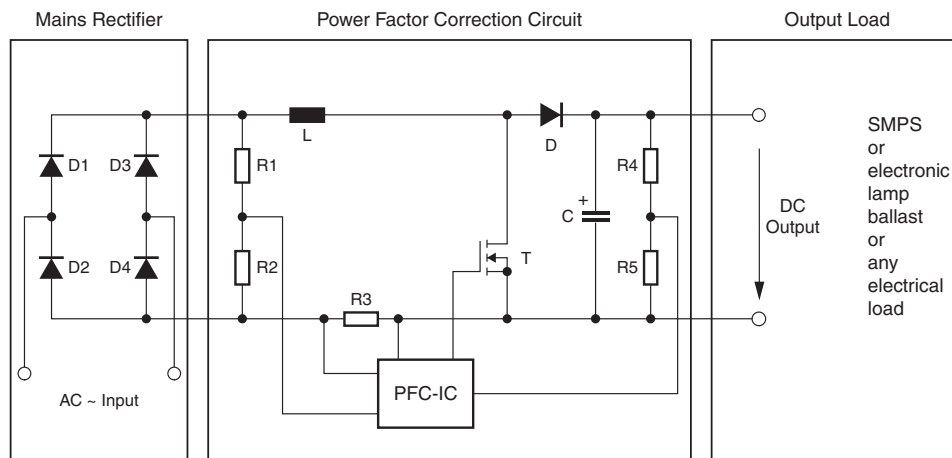 Mains Rectifier
Power Factor Correction Circuit
Output Load
D1
D3
D2
D4
AC ~ Input
R1
R2
L
R3
D
T
+
C
R4
R5
PFC-IC
DC
Output
SMPS
or
electronic
lamp
ballast
or
any
electrical
load